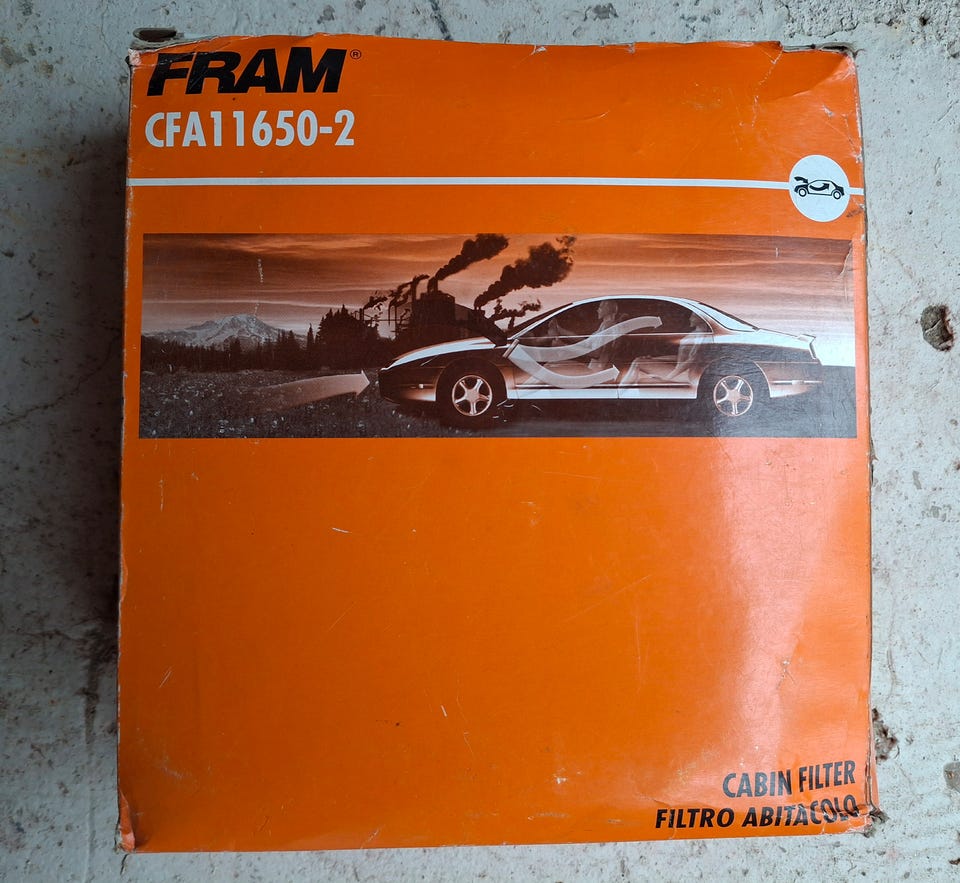 FRAM®
CFA11650-2
CABIN FILTER
FILTRO ABITACOLO